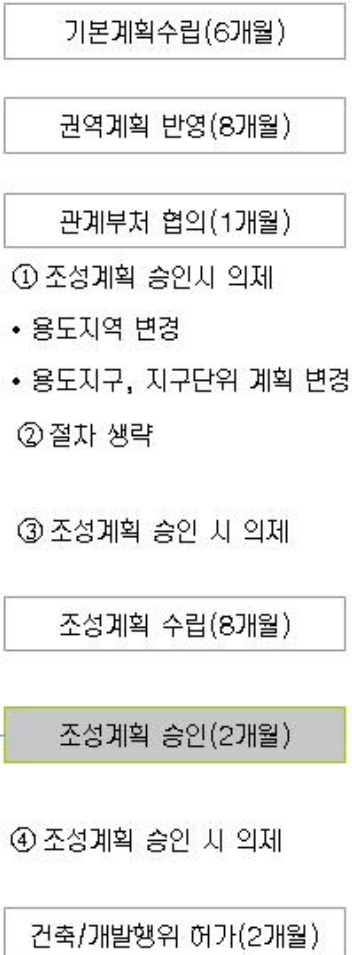 기본계획수립(6개월)
권역계획 반영(8개월)
관계부처 협의(1개월)
① 조성계획 승인시 의제
• 용도지역 변경
• 용도지구, 지구단위 계획 변경
② 절차 생략
③ 조성계획 승인 시 의제
조성계획 수립(8개월)
조성계획 승인(2개월)
④ 조성계획 승인 시 의제
건축/개발행위 허가(2개월)